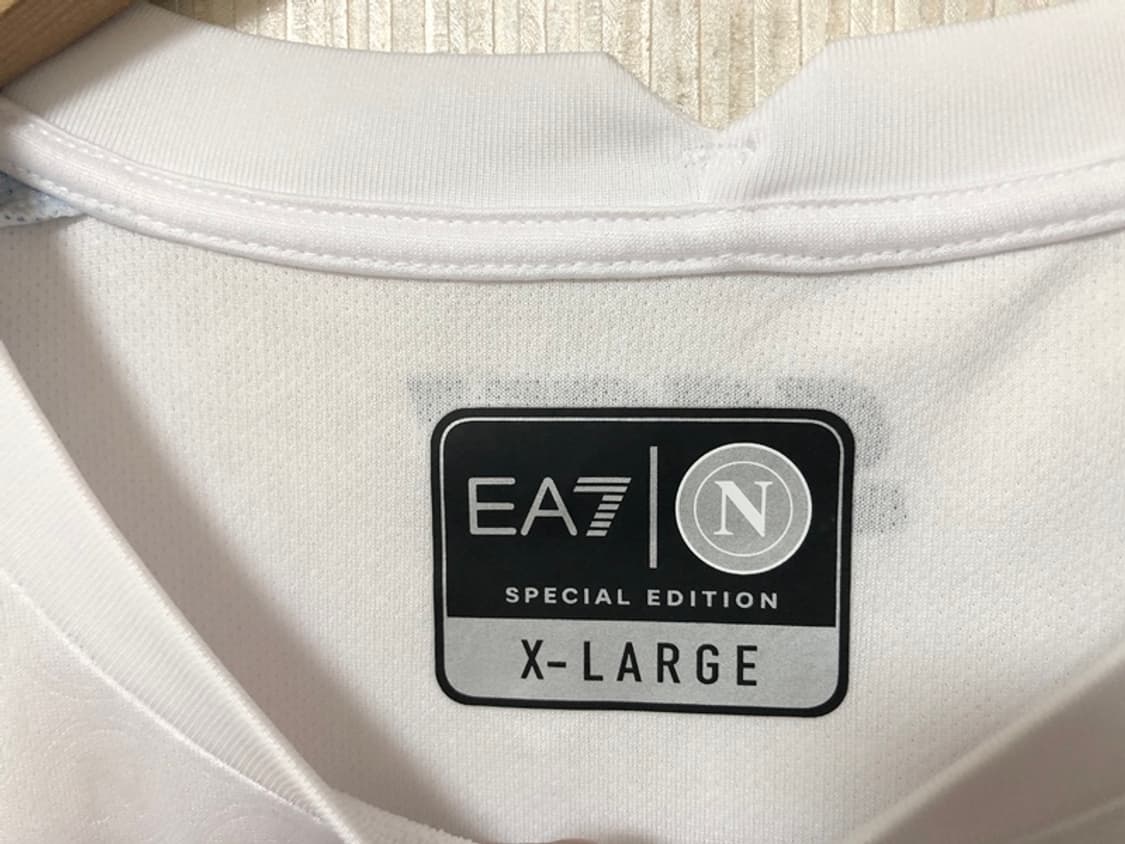 EA7 | N
SPECIAL EDITION
X-LARGE